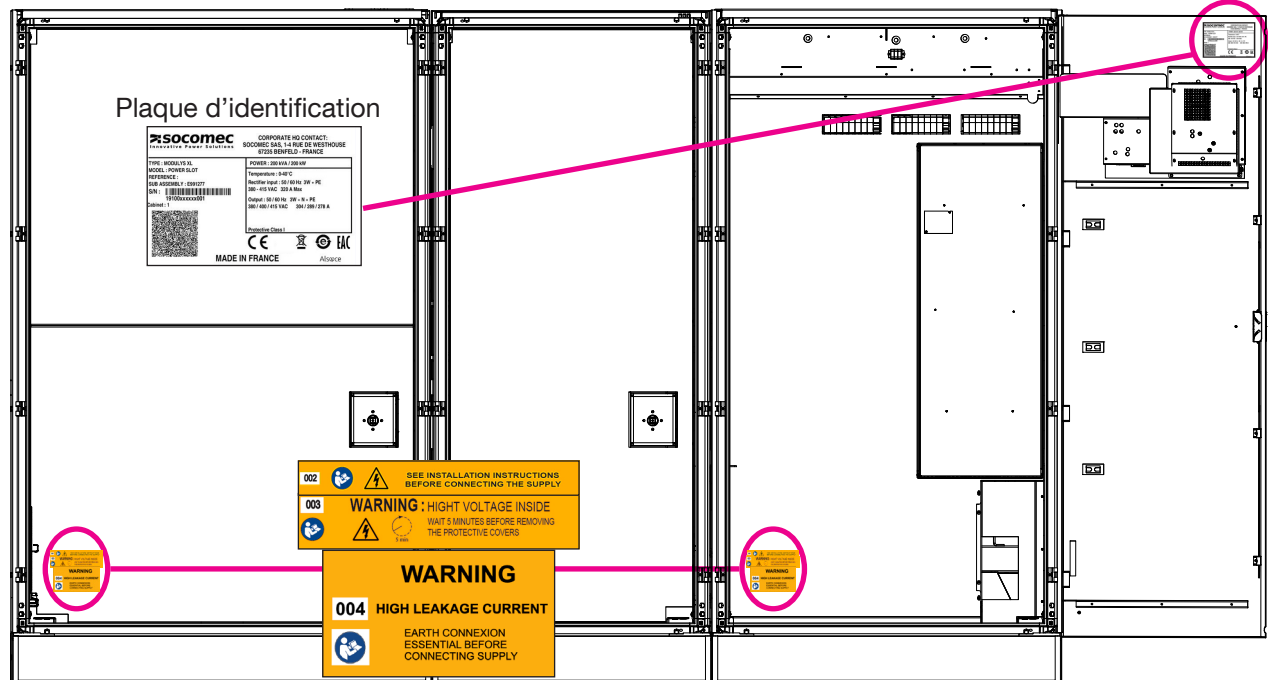 Plaque d'identification
socomec
Innovative Power Solutions
CORPORATE HQ CONTACT:
SOCOMEC SAS, 1-4 RUE DE WESTHOUSE
67235 BENFELD - FRANCE
TYPE : MODULYS XL
MODEL : POWER SLOT
REFERENCE :
SUB ASSEMBLY : E991277
S/N :
19100xxxxxx001
Cabinet : 1
POWER : 200 kVA / 200 kW
Temperature : 0-40°C
Rectifier input : 50 / 60 Hz 3W + PE
380 - 415 VAC 320 A Max
Output : 50 / 60 Hz 3W + N + PE
380 / 400 / 415 VAC 304 / 289 / 278 A
Protective Class I
CE
EAC
MADE IN FRANCE
Alsace
002
SEE INSTALLATION INSTRUCTIONS
BEFORE CONNECTING THE SUPPLY
003
WARNING : HIGHT VOLTAGE INSIDE
WAIT 5 MINUTES BEFORE REMOVING
THE PROTECTIVE COVERS
5 min
WARNING
004 HIGH LEAKAGE CURRENT
EARTH CONNEXION
ESSENTIAL BEFORE
CONNECTING SUPPLY